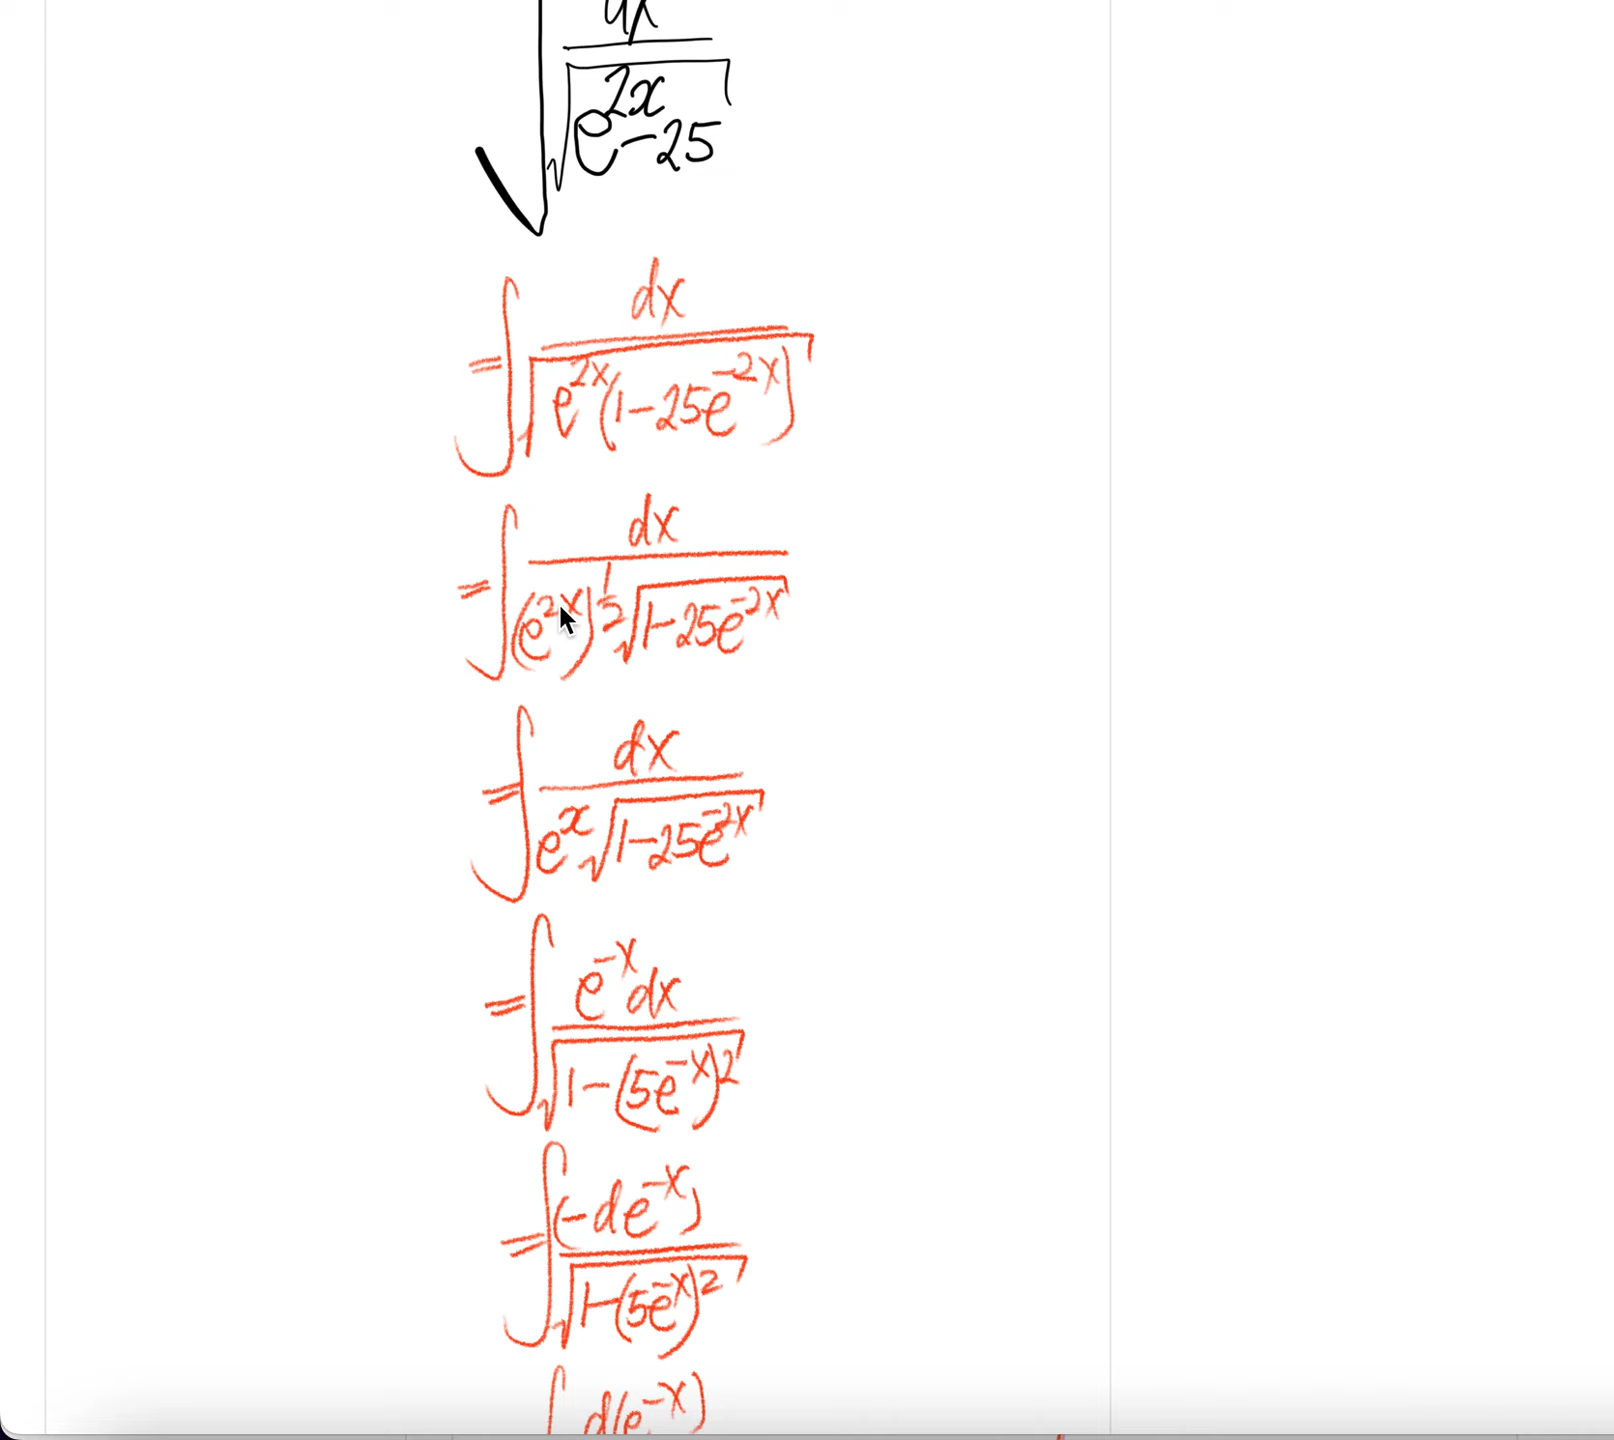 ∫ dx / √(e^{2x} - 25)
= ∫ dx / √(e^{2x}(1 - 25e^{-2x}))
= ∫ dx / ((e^{2x})^{1/2} √(1 - 25e^{-2x}))
= ∫ dx / (e^x √(1 - 25e^{-2x}))
= ∫ e^{-x} dx / √(1 - (5e^{-x})^2)
= ∫ (-de^{-x}) / √(1 - (5e^{-x})^2)
∫ d(e^{-x})